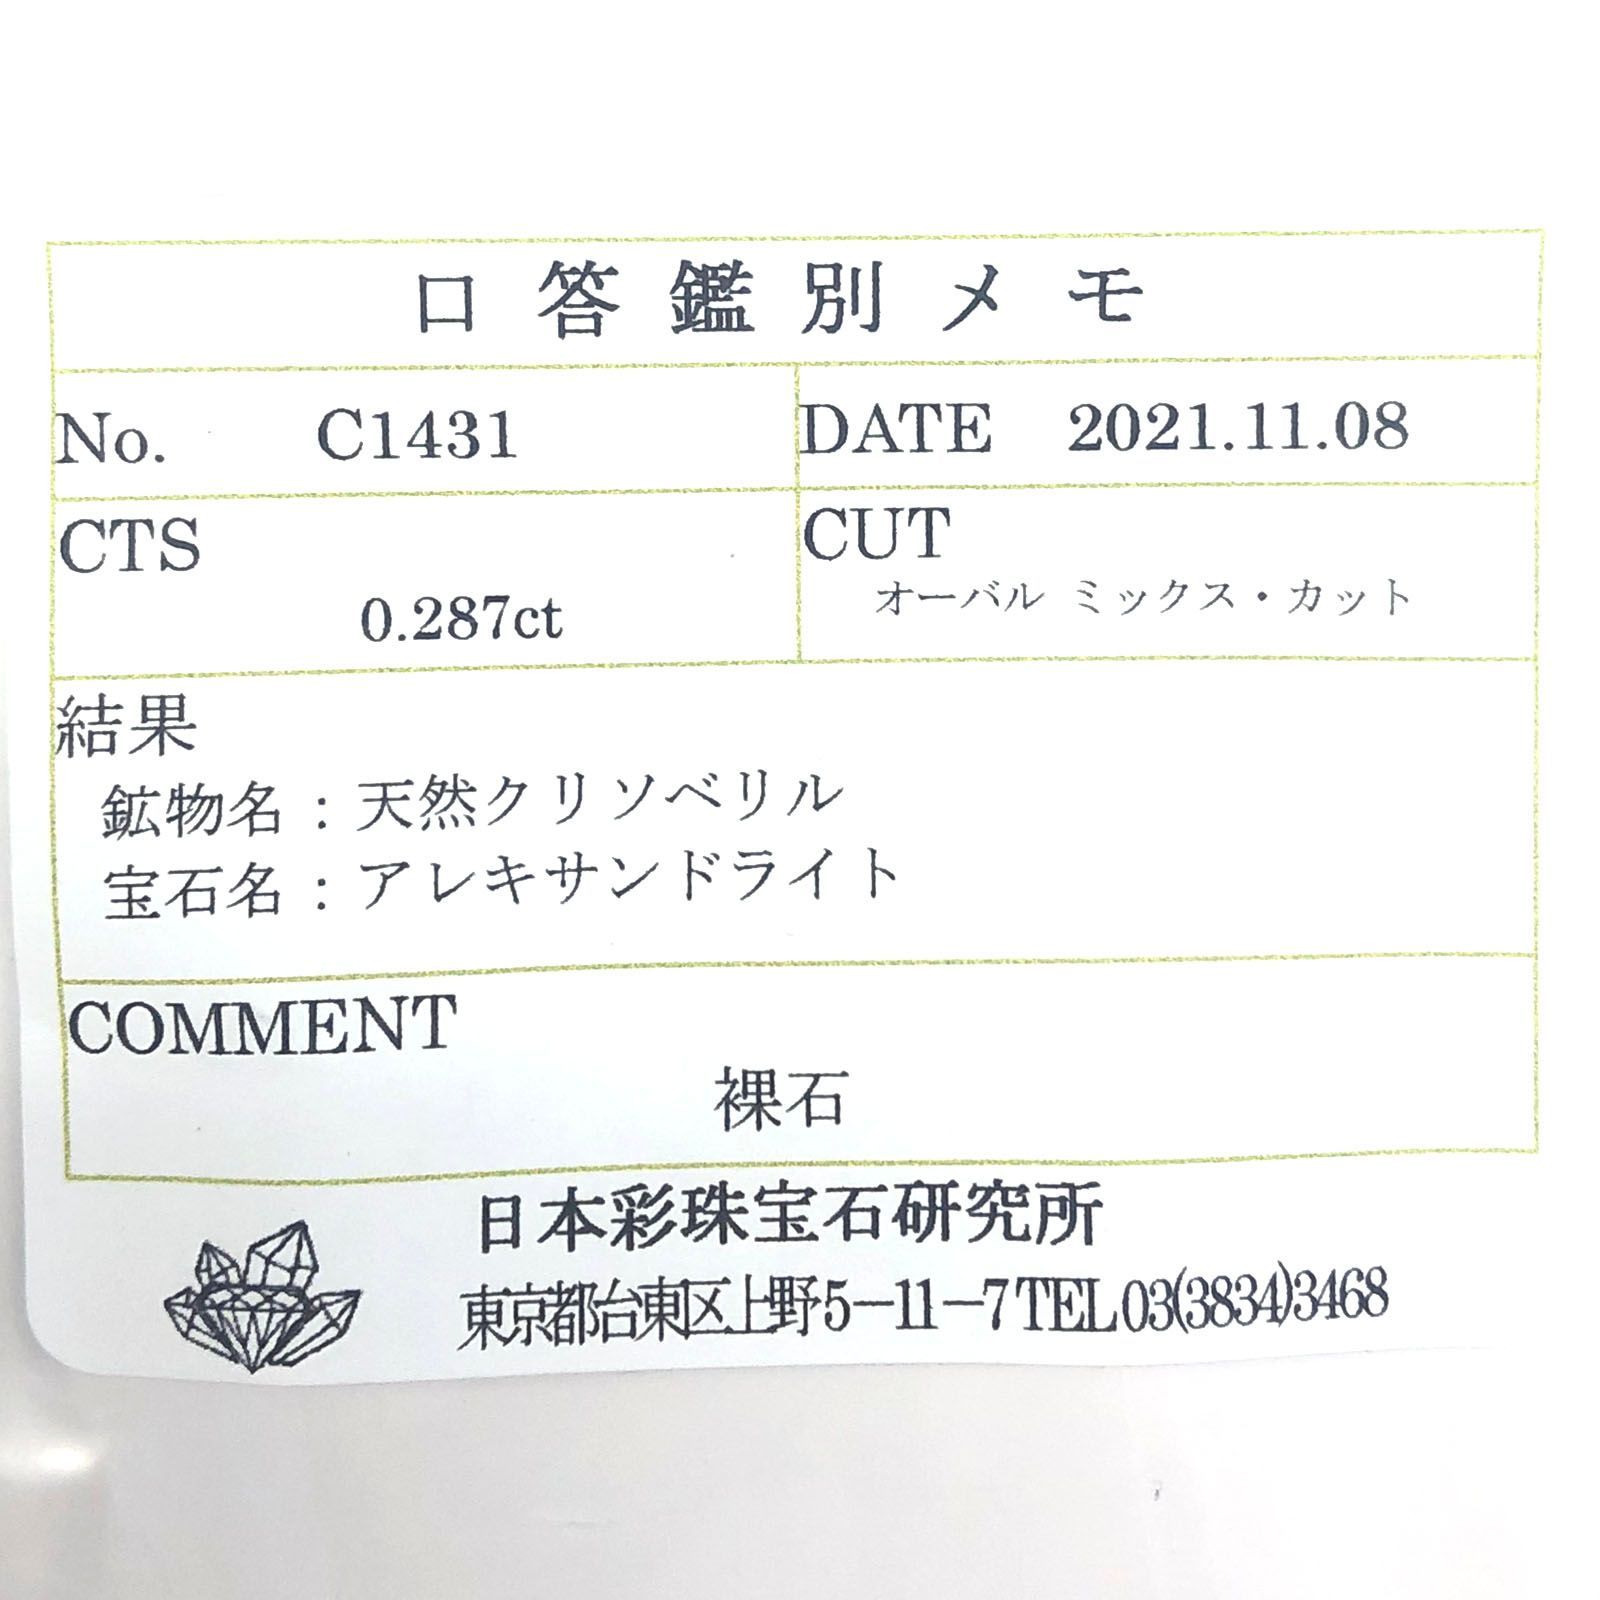 口答鑑別メモ
No. C1431 DATE 2021.11.08
CTS CUT
0.287ct オーバル ミックス・カット
結果
鉱物名:天然クリソベリル
宝石名:アレキサンドライト
COMMENT
裸石
日本彩珠宝石研究所
東京都台東区上野5-11-7 TEL 03(3834)3468